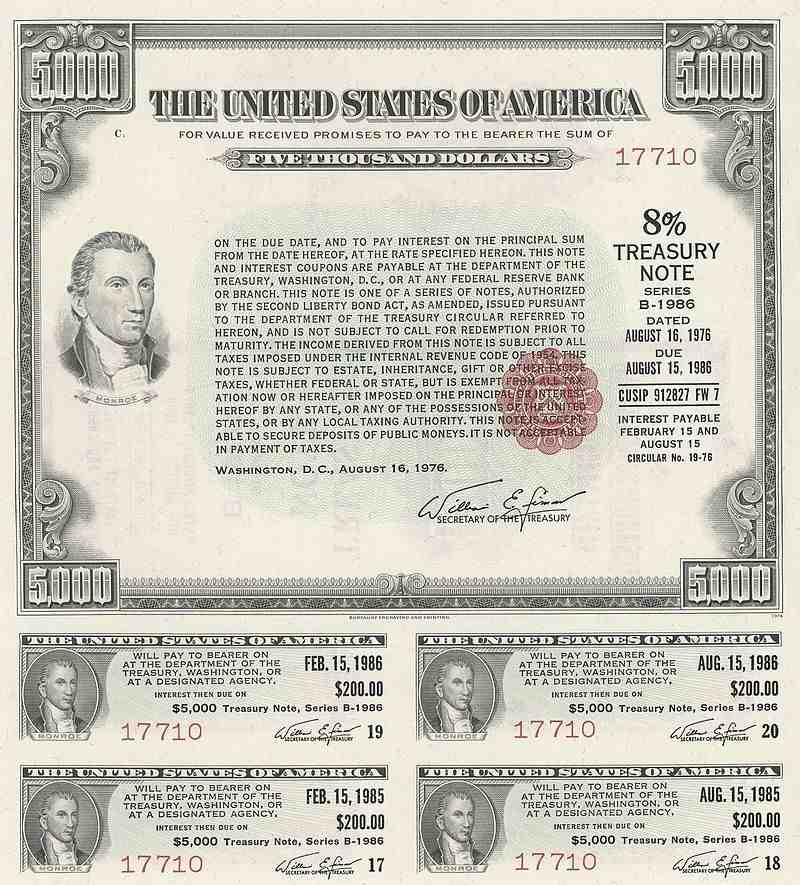 5,000 5,000
THE UNITED STATES OF AMERICA
C. FOR VALUE RECEIVED PROMISES TO PAY TO THE BEARER THE SUM OF
FIVE THOUSAND DOLLARS
17710
ON THE DUE DATE, AND TO PAY INTEREST ON THE PRINCIPAL SUM
FROM THE DATE HEREOF, AT THE RATE SPECIFIED HEREON. THIS NOTE
AND INTEREST COUPONS ARE PAYABLE AT THE DEPARTMENT OF THE
TREASURY, WASHINGTON, D.C., OR AT ANY FEDERAL RESERVE BANK
OR BRANCH. THIS NOTE IS ONE OF A SERIES OF NOTES, AUTHORIZED
BY THE SECOND LIBERTY BOND ACT, AS AMENDED, ISSUED PURSUANT
TO THE DEPARTMENT OF THE TREASURY CIRCULAR REFERRED TO
HEREON, AND IS NOT SUBJECT TO CALL FOR REDEMPTION PRIOR TO
MATURITY. THE INCOME DERIVED FROM THIS NOTE IS SUBJECT TO ALL
TAXES IMPOSED UNDER THE INTERNAL REVENUE CODE OF 1954. THIS
NOTE IS SUBJECT TO ESTATE, INHERITANCE, GIFT OR OTHER EXCISE
TAXES, WHETHER FEDERAL OR STATE, BUT IS EXEMPT FROM ALL TAX-
ATION NOW OR HEREAFTER IMPOSED ON THE PRINCIPAL OR INTEREST
HEREOF BY ANY STATE, OR ANY OF THE POSSESSIONS OF THE UNITED
STATES, OR BY ANY LOCAL TAXING AUTHORITY. THIS NOTE IS ACCEPT-
ABLE TO SECURE DEPOSITS OF PUBLIC MONEYS. IT IS NOT ACCEPTABLE
IN PAYMENT OF TAXES.
WASHINGTON, D. C., AUGUST 16, 1976.
William E. Simon
SECRETARY OF THE TREASURY
MONROE
8%
TREASURY
NOTE
SERIES
B-1986
DATED
AUGUST 16, 1976
DUE
AUGUST 15, 1986
CUSIP 912827 FW 7
INTEREST PAYABLE
FEBRUARY 15 AND
AUGUST 15
CIRCULAR No. 19-76
5,000 5,000
BUREAU OF ENGRAVING AND PRINTING
THE UNITED STATES OF AMERICA
WILL PAY TO BEARER ON
AT THE DEPARTMENT OF THE
TREASURY, WASHINGTON, OR
AT A DESIGNATED AGENCY,
FEB. 15, 1986
$200.00
INTEREST THEN DUE ON
$5,000 Treasury Note, Series B-1986
MONROE
17710
William E. Simon
SECRETARY OF THE TREASURY
19
THE UNITED STATES OF AMERICA
WILL PAY TO BEARER ON
AT THE DEPARTMENT OF THE
TREASURY, WASHINGTON, OR
AT A DESIGNATED AGENCY,
AUG. 15, 1986
$200.00
INTEREST THEN DUE ON
$5,000 Treasury Note, Series B-1986
MONROE
17710
William E. Simon
SECRETARY OF THE TREASURY
20
THE UNITED STATES OF AMERICA
WILL PAY TO BEARER ON
AT THE DEPARTMENT OF THE
TREASURY, WASHINGTON, OR
AT A DESIGNATED AGENCY,
FEB. 15, 1985
$200.00
INTEREST THEN DUE ON
$5,000 Treasury Note, Series B-1986
MONROE
17710
William E. Simon
SECRETARY OF THE TREASURY
17
THE UNITED STATES OF AMERICA
WILL PAY TO BEARER ON
AT THE DEPARTMENT OF THE
TREASURY, WASHINGTON, OR
AT A DESIGNATED AGENCY,
AUG. 15, 1985
$200.00
INTEREST THEN DUE ON
$5,000 Treasury Note, Series B-1986
MONROE
17710
William E. Simon
SECRETARY OF THE TREASURY
18